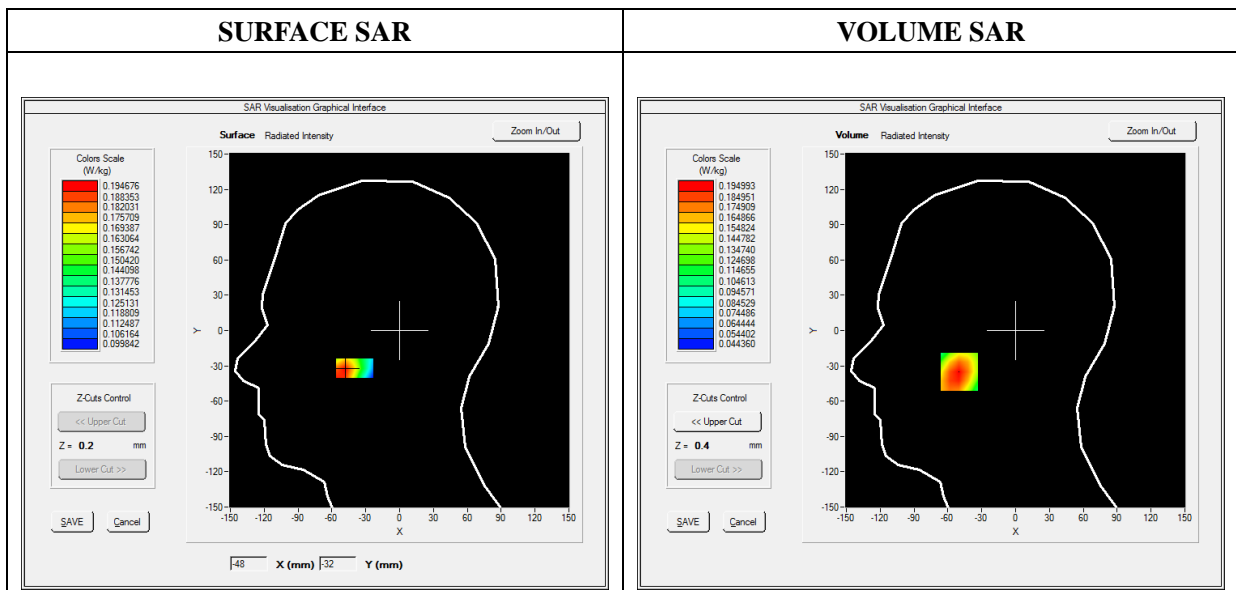 SURFACE SAR
VOLUME SAR
SAR Visualisation Graphical Interface
Surface Radiated Intensity
Zoom In/Out
Colors Scale
(W/kg)
0.194676
0.188353
0.182031
0.175709
0.169387
0.163064
0.156742
0.150420
0.144098
0.137776
0.131453
0.125131
0.118809
0.112487
0.106164
0.099842
Z-Cuts Control
<< Upper Cut
Z = 0.2 mm
Lower Cut >>
SAVE Cancel
150
120
90
60
30
0
-30
-60
-90
-120
-150
Y
-150 -120 -90 -60 -30 0 30 60 90 120 150
X
-48 X (mm) -32 Y (mm)
SAR Visualisation Graphical Interface
Volume Radiated Intensity
Zoom In/Out
Colors Scale
(W/kg)
0.194993
0.184951
0.174909
0.164866
0.154824
0.144782
0.134740
0.124698
0.114655
0.104613
0.094571
0.084529
0.074486
0.064444
0.054402
0.044360
Z-Cuts Control
<< Upper Cut
Z = 0.4 mm
Lower Cut >>
SAVE Cancel
150
120
90
60
30
0
-30
-60
-90
-120
-150
Y
-150 -120 -90 -60 -30 0 30 60 90 120 150
X